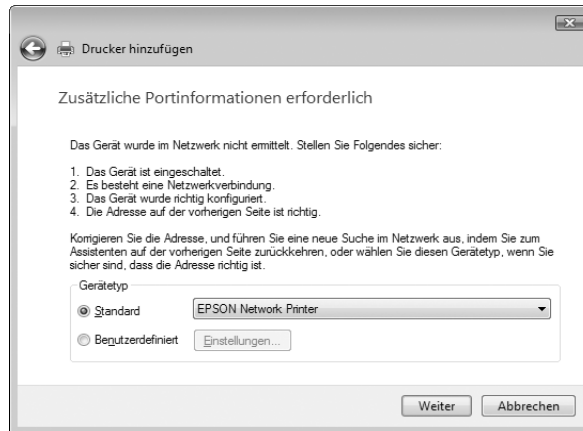 Drucker hinzufügen
Zusätzliche Portinformationen erforderlich
Das Gerät wurde im Netzwerk nicht ermittelt. Stellen Sie Folgendes sicher:
1. Das Gerät ist eingeschaltet.
2. Es besteht eine Netzwerkverbindung.
3. Das Gerät wurde richtig konfiguriert.
4. Die Adresse auf der vorherigen Seite ist richtig.
Korrigieren Sie die Adresse, und führen Sie eine neue Suche im Netzwerk aus, indem Sie zum
Assistenten auf der vorherigen Seite zurückkehren, oder wählen Sie diesen Gerätetyp, wenn Sie
sicher sind, dass die Adresse richtig ist.
Gerätetyp
Standard EPSON Network Printer
Benutzerdefiniert Einstellungen...
Weiter Abbrechen